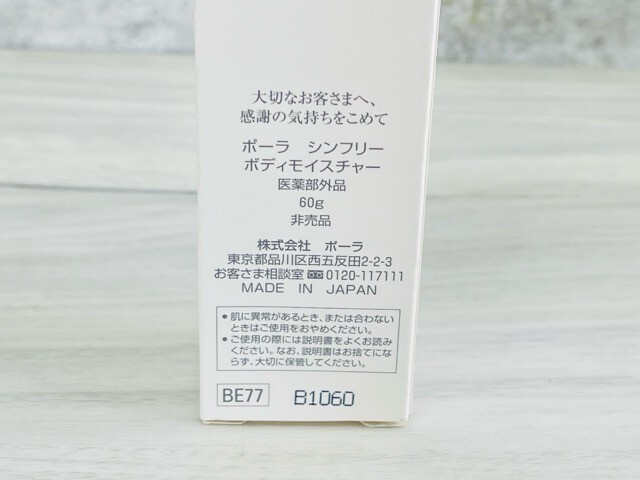 大切なお客さまへ、
感謝の気持ちをこめて
ポーラ シンフリー
ボディモイスチャー
医薬部外品
60g
非売品
株式会社 ポーラ
東京都品川区西五反田2-2-3
お客さま相談室 0120-117111
MADE IN JAPAN
●肌に異常があるとき、または合わない
ときはご使用をおやめください。
●ご使用の際には説明書をよくお読み
ください。なお、説明書はお捨てにな
らず、大切に保管してください。
BE77 B1060